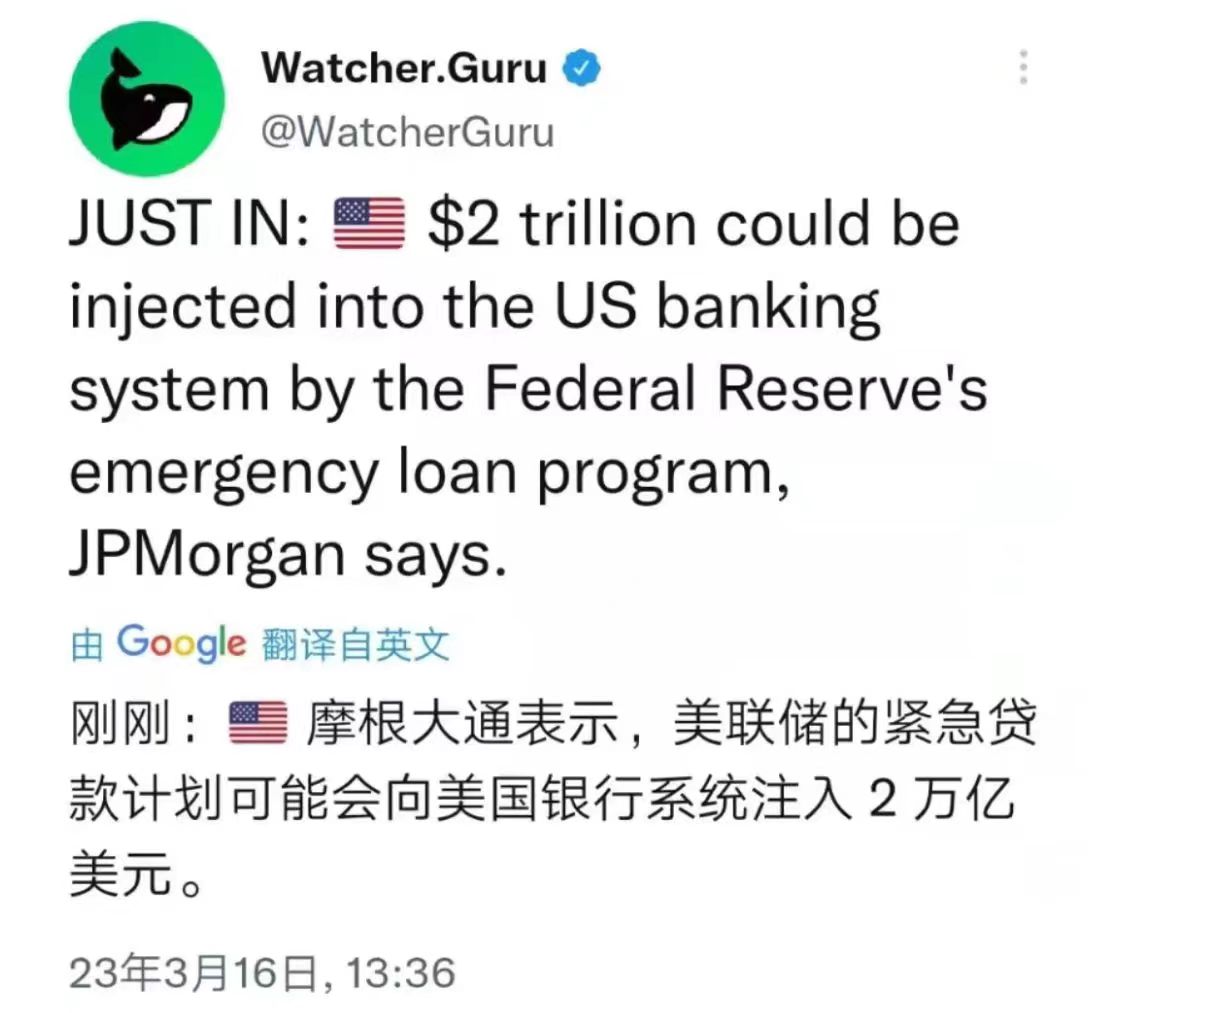 Watcher.Guru
@WatcherGuru
JUST IN: 🇺🇸 $2 trillion could be
injected into the US banking
system by the Federal Reserve's
emergency loan program,
JPMorgan says.
由 Google 翻译自英文
刚刚：🇺🇸 摩根大通表示，美联储的紧急贷
款计划可能会向美国银行系统注入 2 万亿
美元。
23年3月16日, 13:36